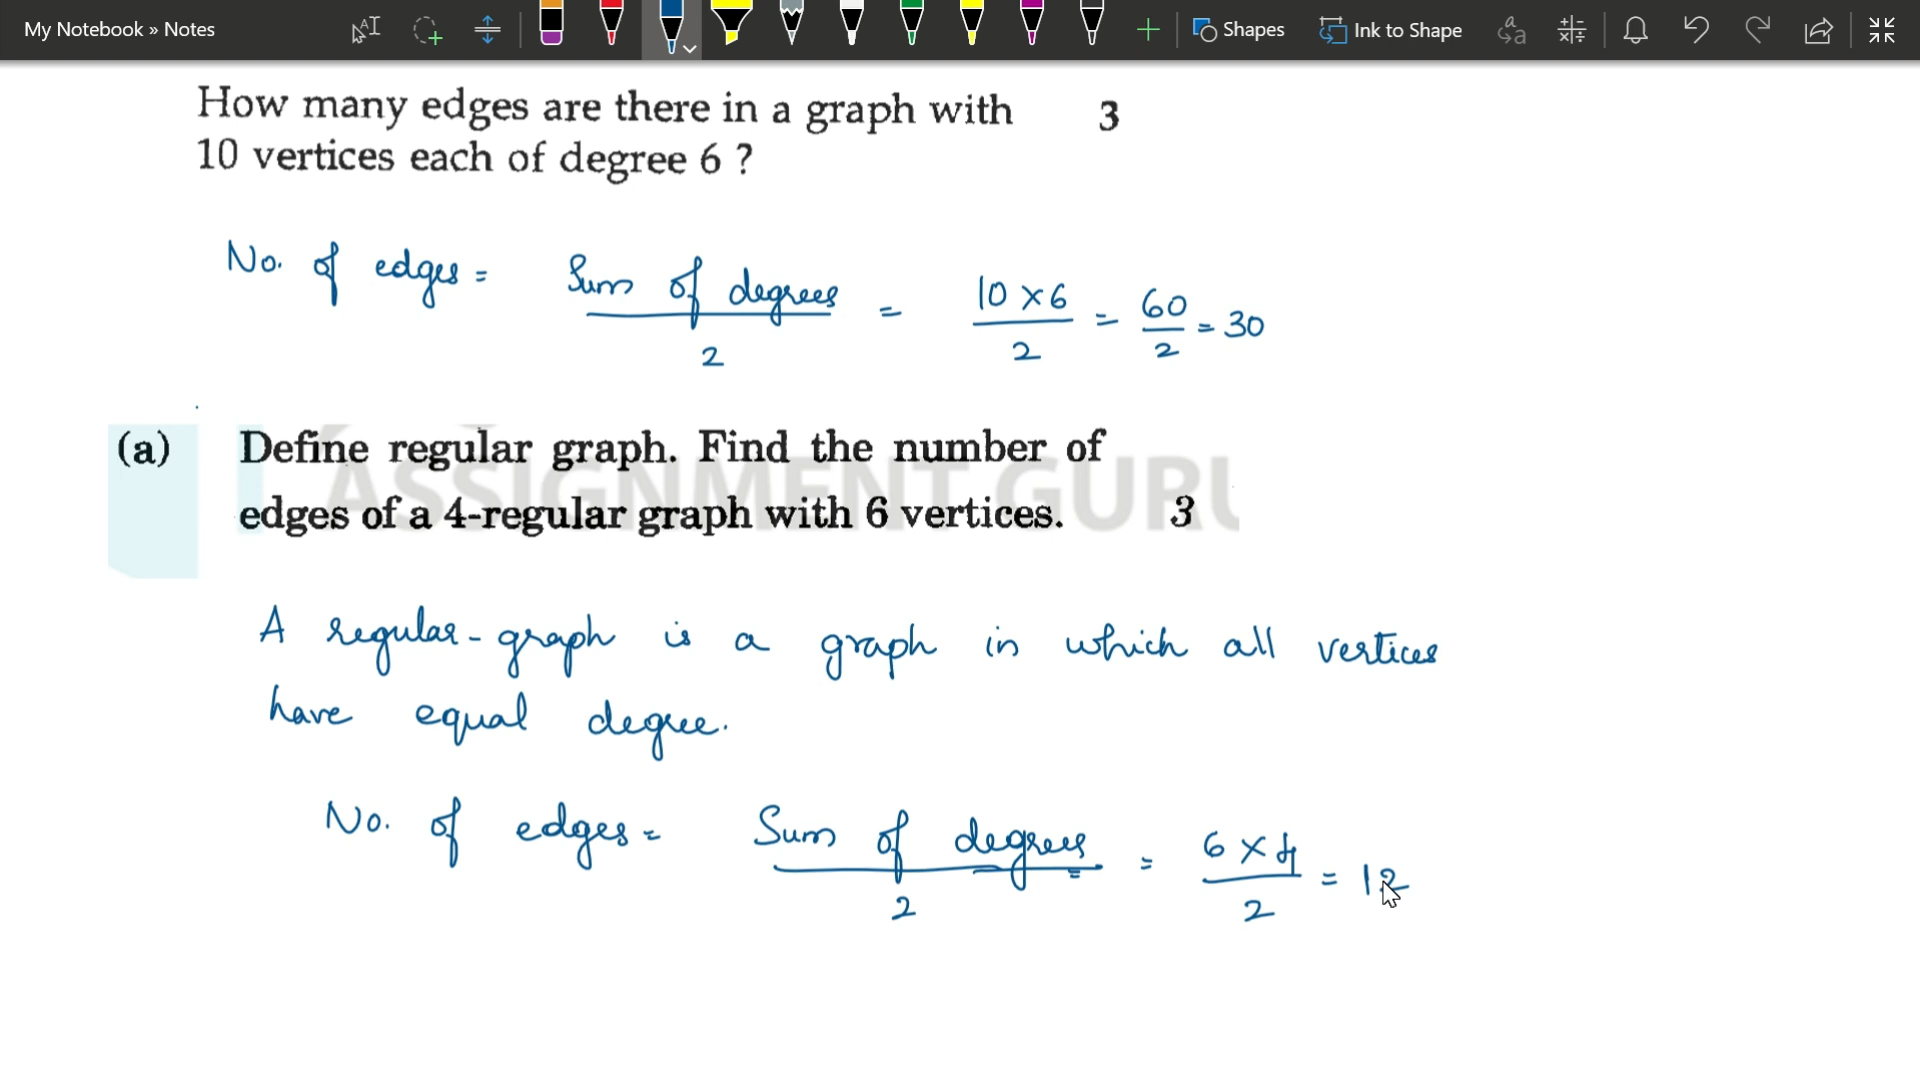 My Notebook » Notes
Shapes
Ink to Shape
How many edges are there in a graph with 3
10 vertices each of degree 6 ?
No. of edges = Sum of degrees / 2 = 10 × 6 / 2 = 60 / 2 = 30
ASSIGNMENT GURU
(a) Define regular graph. Find the number of
edges of a 4-regular graph with 6 vertices. 3
A regular-graph is a graph in which all vertices
have equal degree.
No. of edges = Sum of degrees / 2 = 6 × 4 / 2 = 12